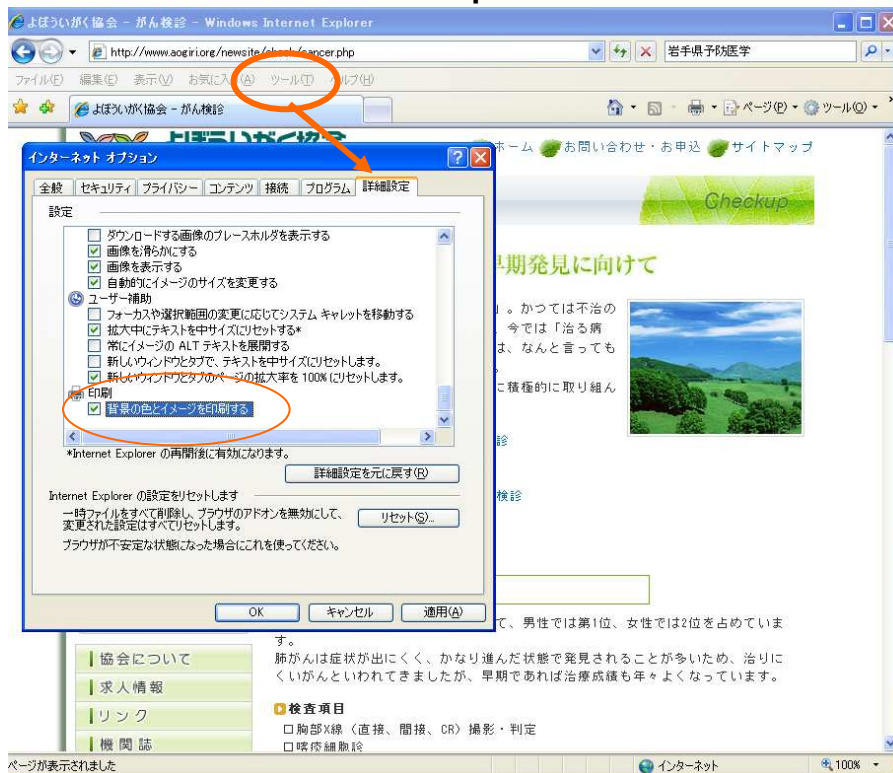 よぼういがく協会 - がん検診 - Windows Internet Explorer
http://www.aogiri.org/newsite/check/cancer.php
岩手県予防医学
ファイル(F) 編集(E) 表示(V) お気に入り(A) ツール(T) ヘルプ(H)
よぼういがく協会 - がん検診
ページ(P) ツール(O)
よぼういがく協会
ホーム お問い合わせ・お申込 サイトマップ
Checkup
早期発見に向けて
」。かつては不治の
今では「治る病
は、なんと言っても
に積極的に取り組ん
診
検診
インターネット オプション
全般 セキュリティ プライバシー コンテンツ 接続 プログラム 詳細設定
設定
ダウンロードする画像のプレースホルダを表示する
画像を滑らかにする
画像を表示する
自動的にイメージのサイズを変更する
ユーザー補助
フォーカスや選択範囲の変更に応じてシステム キャレットを移動する
拡大中にテキストを中サイズにリセットする*
常にイメージの ALT テキストを展開する
新しいウィンドウとタブで、テキストを中サイズにリセットします。
新しいウィンドウとタブのページの拡大率を 100% にリセットします。
印刷
背景の色とイメージを印刷する
*Internet Explorer の再開後に有効になります。
詳細設定を元に戻す(R)
Internet Explorer の設定をリセットします
一時ファイルをすべて削除し、ブラウザのアドオンを無効にして、
変更された設定はすべてリセットします。
リセット(S)...
ブラウザが不安定な状態になった場合にこれを使ってください。
OK キャンセル 適用(A)
て、男性では第1位、女性では2位を占めていま
す。
肺がんは症状が出にくく、かなり進んだ状態で発見されることが多いため、治りに
くいがんといわれてきましたが、早期であれば治療成績も年々よくなっています。
検査項目
□胸部X線（直接、間接、CR）撮影・判定
□喀痰細胞診
協会について
求人情報
リンク
機関誌
ページが表示されました
インターネット
100%